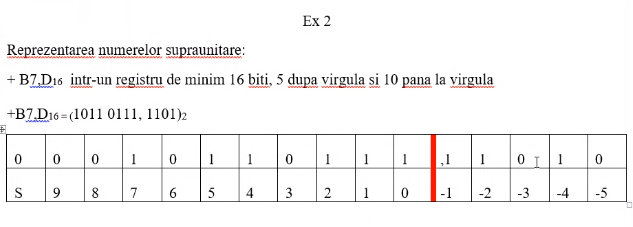 Ex 2
Reprezentarea numerelor supraunitare:
+ B7,D16 intr-un registru de minim 16 biti, 5 dupa virgula si 10 pana la virgula
+B7,D16 = (1011 0111, 1101)2
0 0 0 1 0 1 1 0 1 1 1 ,1 1 0 1 0
S 9 8 7 6 5 4 3 2 1 0 -1 -2 -3 -4 -5